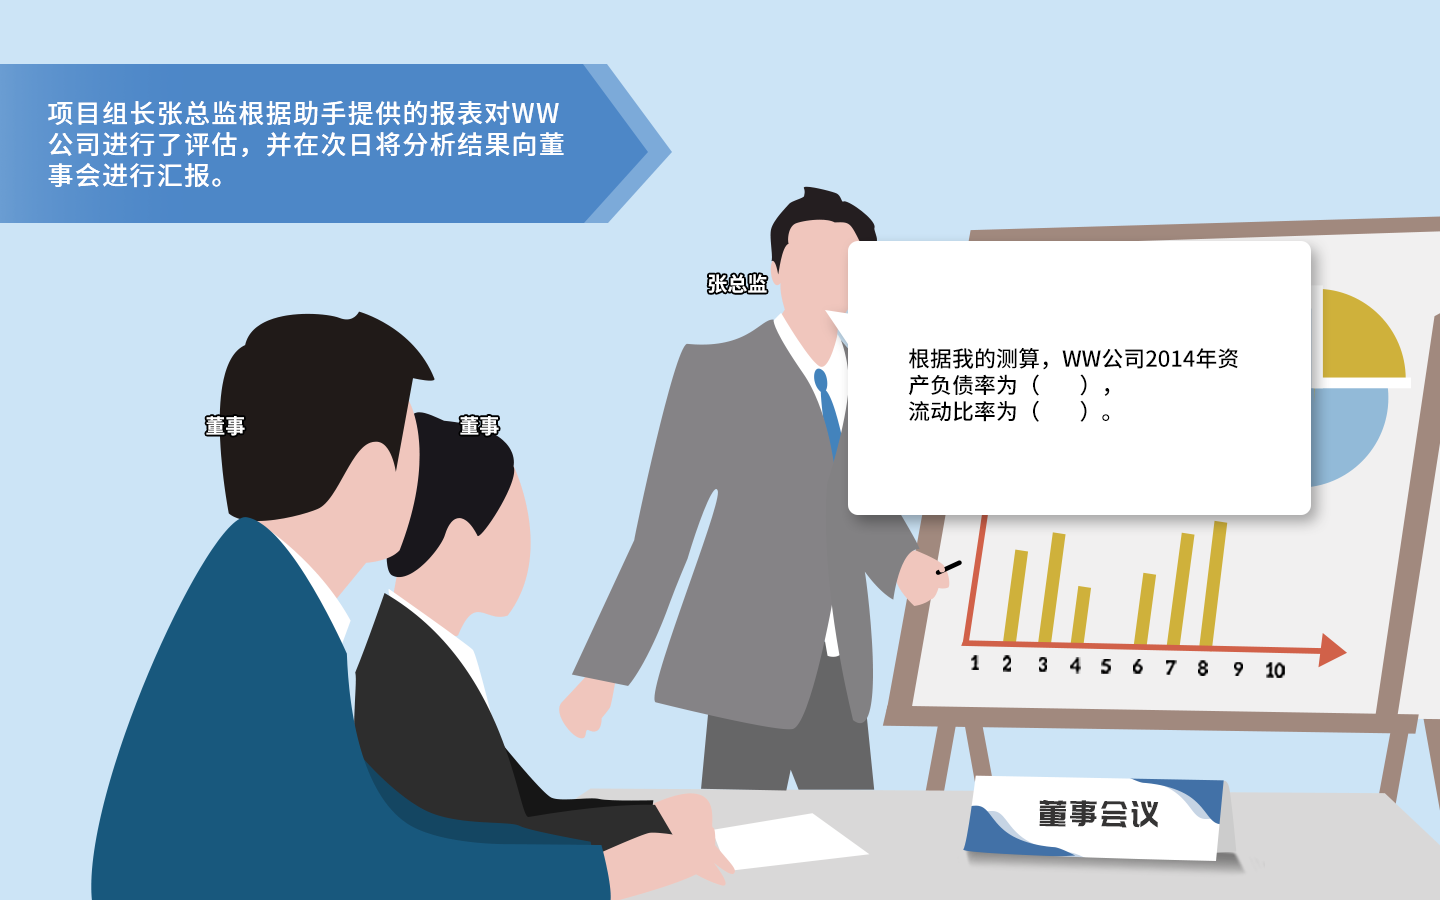 项目组长张总监根据助手提供的报表对WW
公司进行了评估，并在次日将分析结果向董
事会进行汇报。
张总监
根据我的测算，WW公司2014年资
产负债率为（　　），
流动比率为（　　）。
董事
董事
1 2 3 4 5 6 7 8 9 10
董事会议